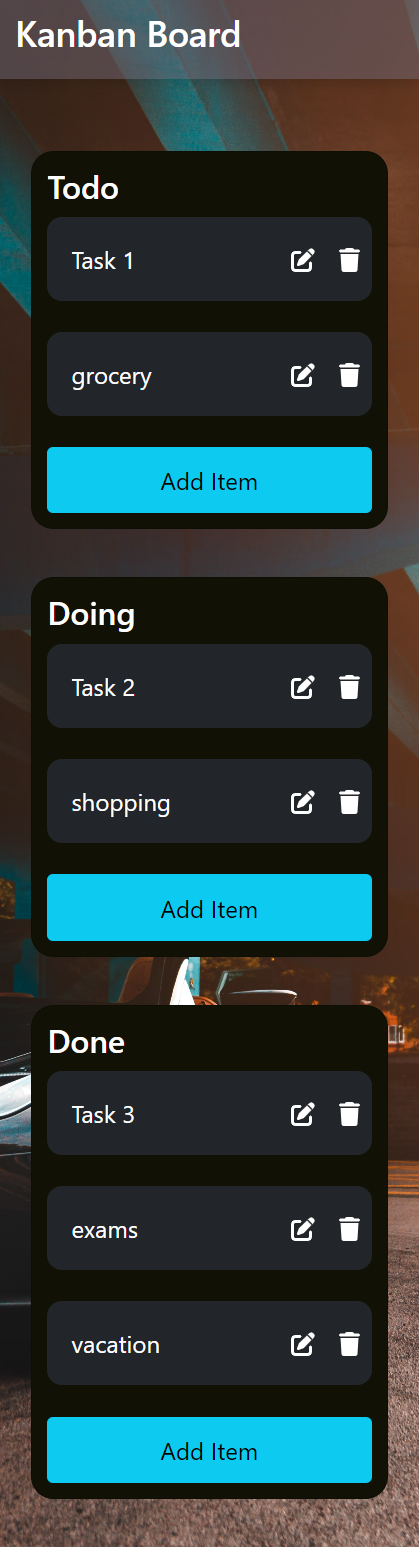 Kanban Board
Todo
Task 1
grocery
Add Item
Doing
Task 2
shopping
Add Item
Done
Task 3
exams
vacation
Add Item